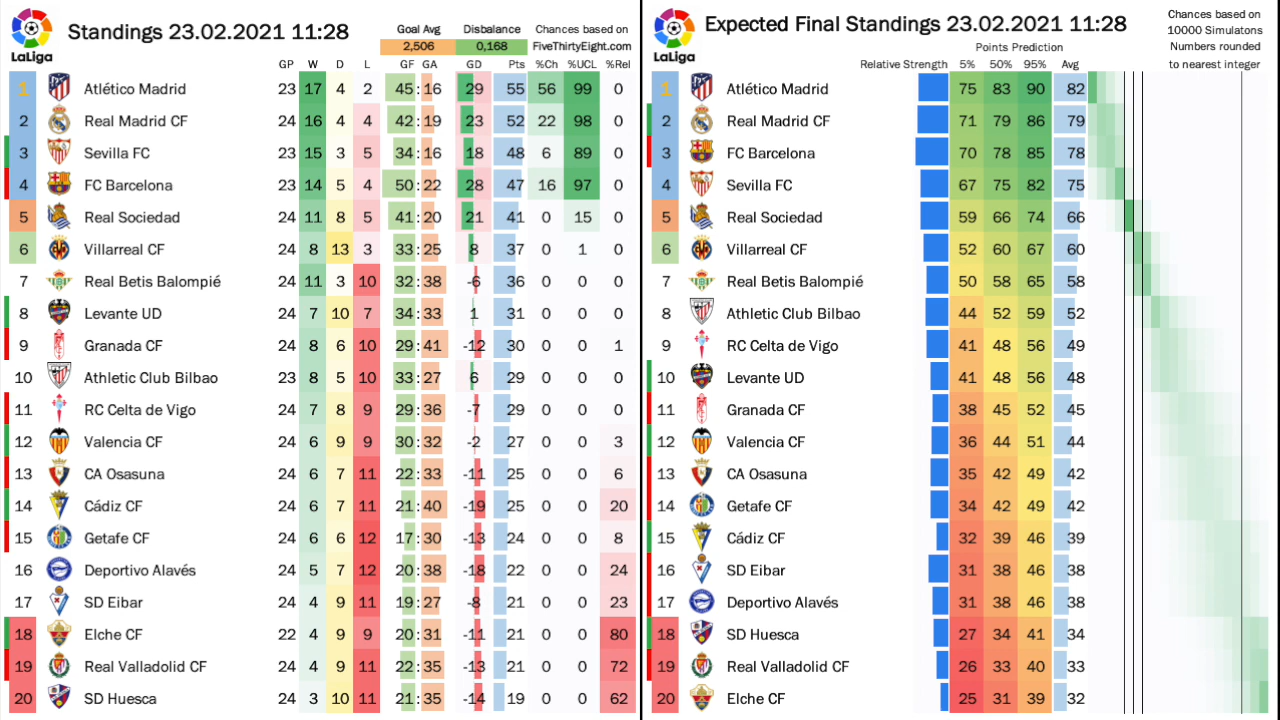 LaLiga
Standings 23.02.2021 11:28
Goal Avg Disbalance Chances based on
2,506 0,168 FiveThirtyEight.com
GP W D L GF GA GD Pts %Ch %UCL %Rel
1 Atlético Madrid 23 17 4 2 45:16 29 55 56 99 0
2 Real Madrid CF 24 16 4 4 42:19 23 52 22 98 0
3 Sevilla FC 23 15 3 5 34:16 18 48 6 89 0
4 FC Barcelona 23 14 5 4 50:22 28 47 16 97 0
5 Real Sociedad 24 11 8 5 41:20 21 41 0 15 0
6 Villarreal CF 24 8 13 3 33:25 8 37 0 1 0
7 Real Betis Balompié 24 11 3 10 32:38 -6 36 0 0 0
8 Levante UD 24 7 10 7 34:33 1 31 0 0 0
9 Granada CF 24 8 6 10 29:41 -12 30 0 0 1
10 Athletic Club Bilbao 23 8 5 10 33:27 6 29 0 0 0
11 RC Celta de Vigo 24 7 8 9 29:36 -7 29 0 0 0
12 Valencia CF 24 6 9 9 30:32 -2 27 0 0 3
13 CA Osasuna 24 6 7 11 22:33 -11 25 0 0 6
14 Cádiz CF 24 6 7 11 21:40 -19 25 0 0 20
15 Getafe CF 24 6 6 12 17:30 -13 24 0 0 8
16 Deportivo Alavés 24 5 7 12 20:38 -18 22 0 0 24
17 SD Eibar 24 4 9 11 19:27 -8 21 0 0 23
18 Elche CF 22 4 9 9 20:31 -11 21 0 0 80
19 Real Valladolid CF 24 4 9 11 22:35 -13 21 0 0 72
20 SD Huesca 24 3 10 11 21:35 -14 19 0 0 62
LaLiga
Expected Final Standings 23.02.2021 11:28
Chances based on
10000 Simulatons
Numbers rounded
to nearest integer
Points Prediction
Relative Strength 5% 50% 95% Avg
1 Atlético Madrid 75 83 90 82
2 Real Madrid CF 71 79 86 79
3 FC Barcelona 70 78 85 78
4 Sevilla FC 67 75 82 75
5 Real Sociedad 59 66 74 66
6 Villarreal CF 52 60 67 60
7 Real Betis Balompié 50 58 65 58
8 Athletic Club Bilbao 44 52 59 52
9 RC Celta de Vigo 41 48 56 49
10 Levante UD 41 48 56 48
11 Granada CF 38 45 52 45
12 Valencia CF 36 44 51 44
13 CA Osasuna 35 42 49 42
14 Getafe CF 34 42 49 42
15 Cádiz CF 32 39 46 39
16 SD Eibar 31 38 46 38
17 Deportivo Alavés 31 38 46 38
18 SD Huesca 27 34 41 34
19 Real Valladolid CF 26 33 40 33
20 Elche CF 25 31 39 32